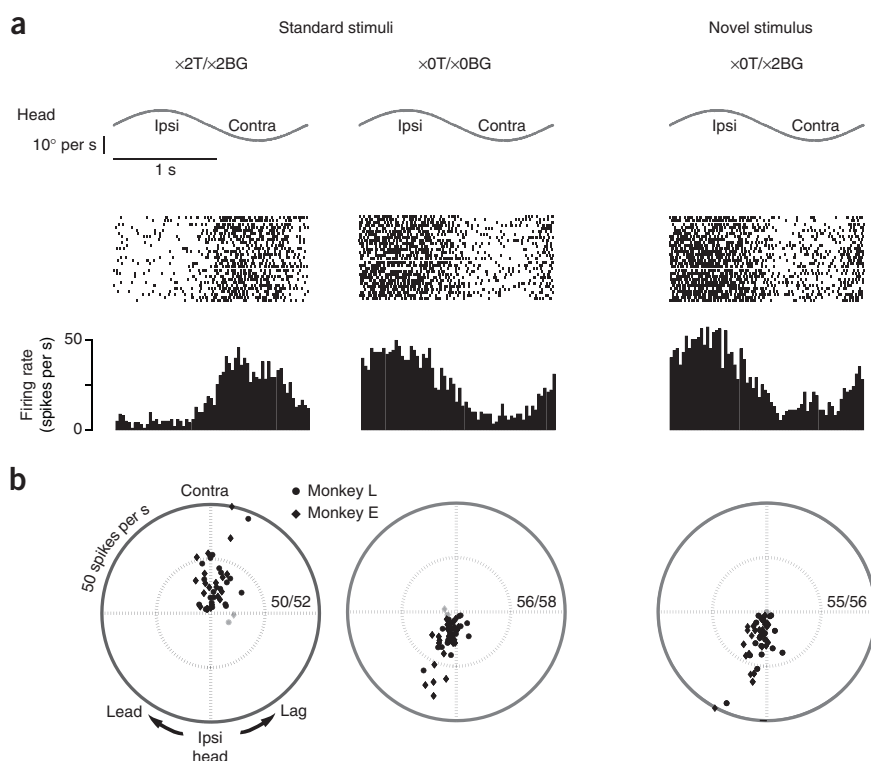 a
Standard stimuli
Novel stimulus
×2T/×2BG
×0T/×0BG
×0T/×2BG
Head
Ipsi
Contra
Ipsi
Contra
Ipsi
Contra
10° per s
1 s
50
0
Firing rate
(spikes per s)
b
Contra
Monkey L
Monkey E
50 spikes per s
50/52
56/58
55/56
Lead
Lag
Ipsi
head